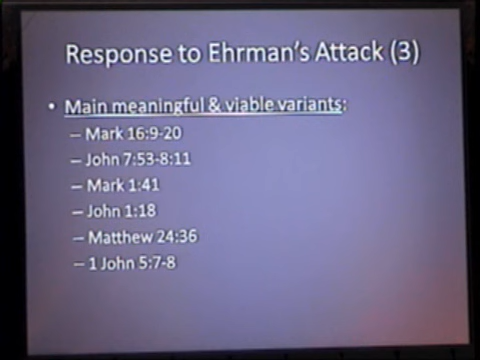 Response to Ehrman's Attack (3)
• Main meaningful & viable variants:
– Mark 16:9-20
– John 7:53-8:11
– Mark 1:41
– John 1:18
– Matthew 24:36
– 1 John 5:7-8